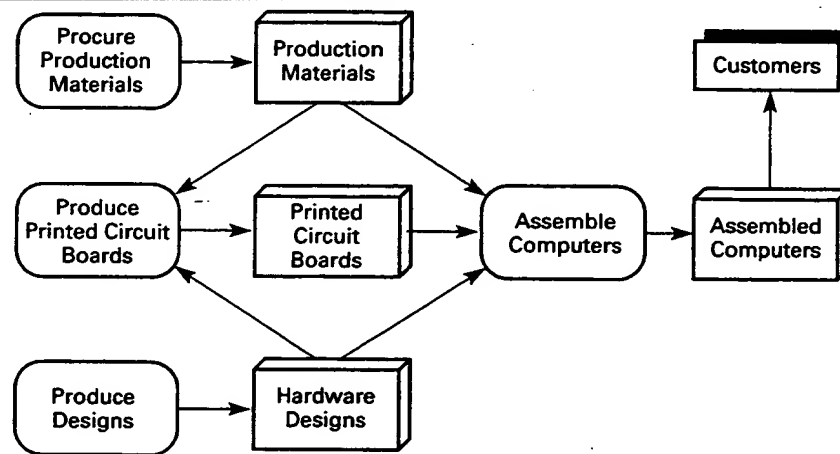 Procure
Production
Materials
Production
Materials
Customers
Produce
Printed Circuit
Boards
Printed
Circuit
Boards
Assemble
Computers
Assembled
Computers
Produce
Designs
Hardware
Designs